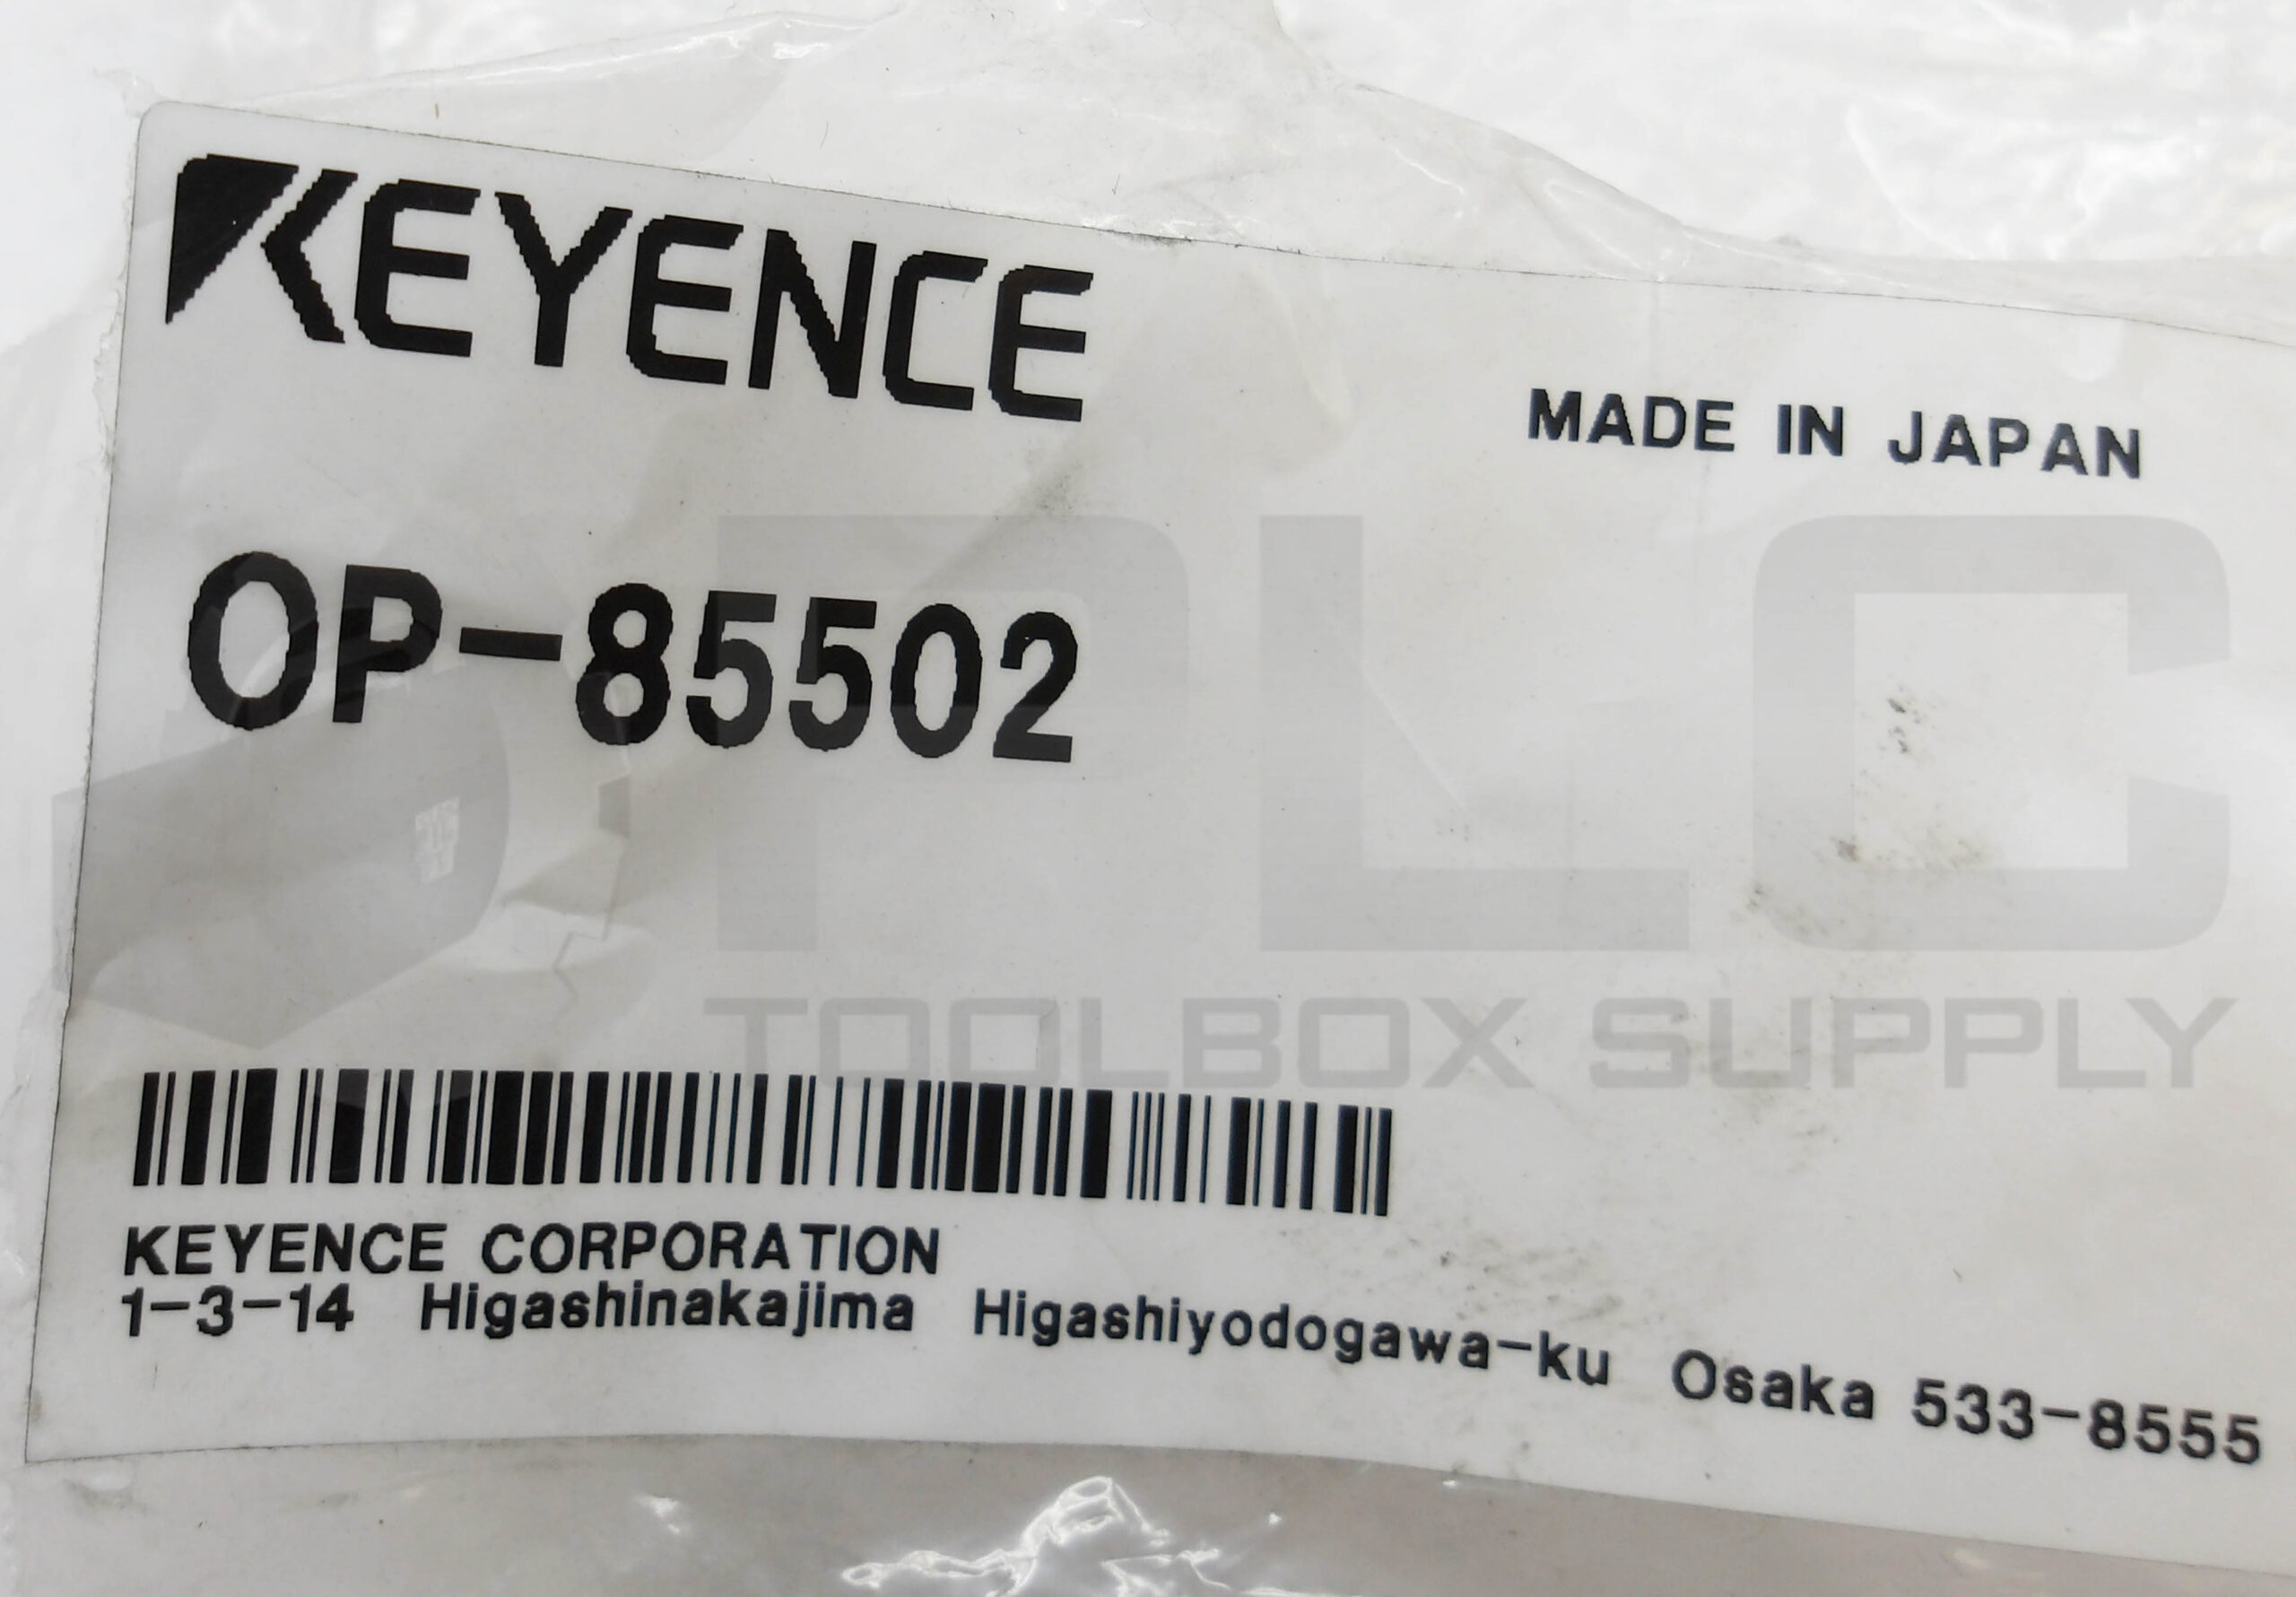 KEYENCE
MADE IN JAPAN
OP-85502
PLC
TOOLBOX SUPPLY
KEYENCE CORPORATION
1-3-14 Higashinakajima Higashiyodogawa-ku Osaka 533-8555